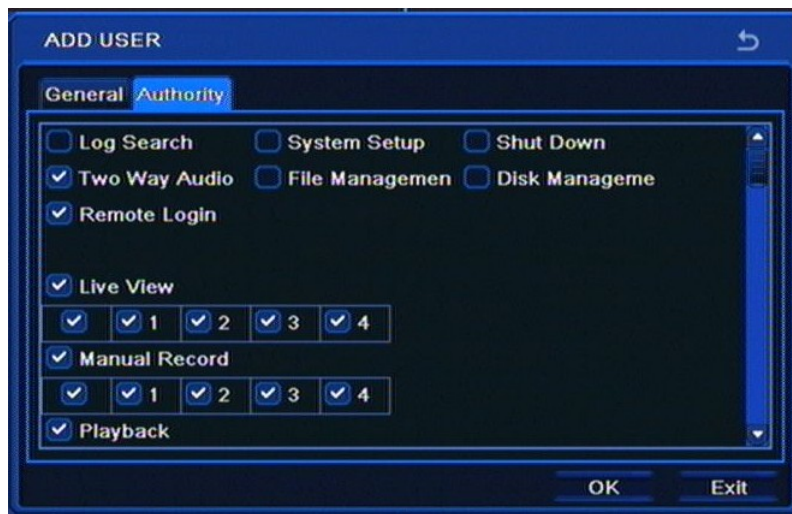 ADD USER
General Authority
Log Search System Setup Shut Down
Two Way Audio File Managemen Disk Manageme
Remote Login
Live View
1 2 3 4
Manual Record
1 2 3 4
Playback
OK Exit